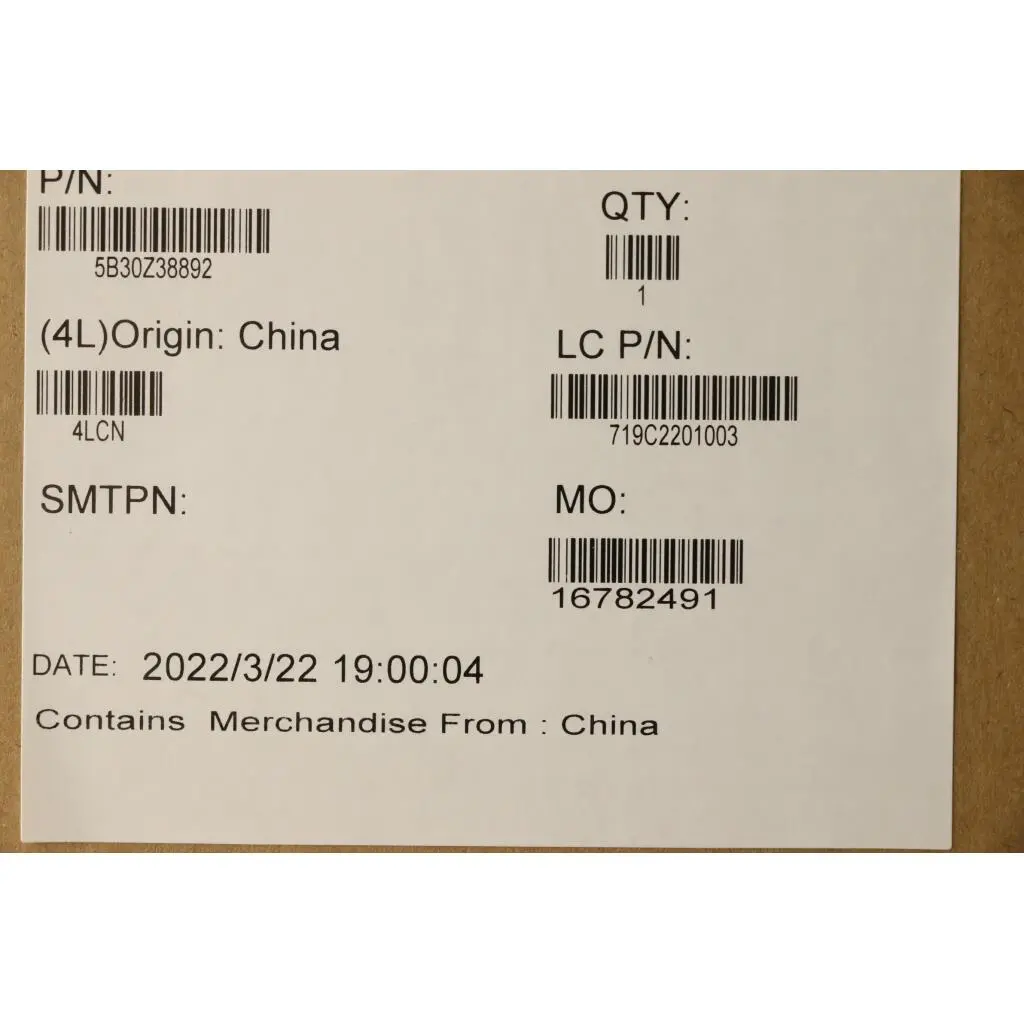 P/N:
5B30Z38892
QTY:
1
(4L)Origin: China
4LCN
LC P/N:
719C2201003
SMTPN:
MO:
16782491
DATE: 2022/3/22 19:00:04
Contains Merchandise From : China